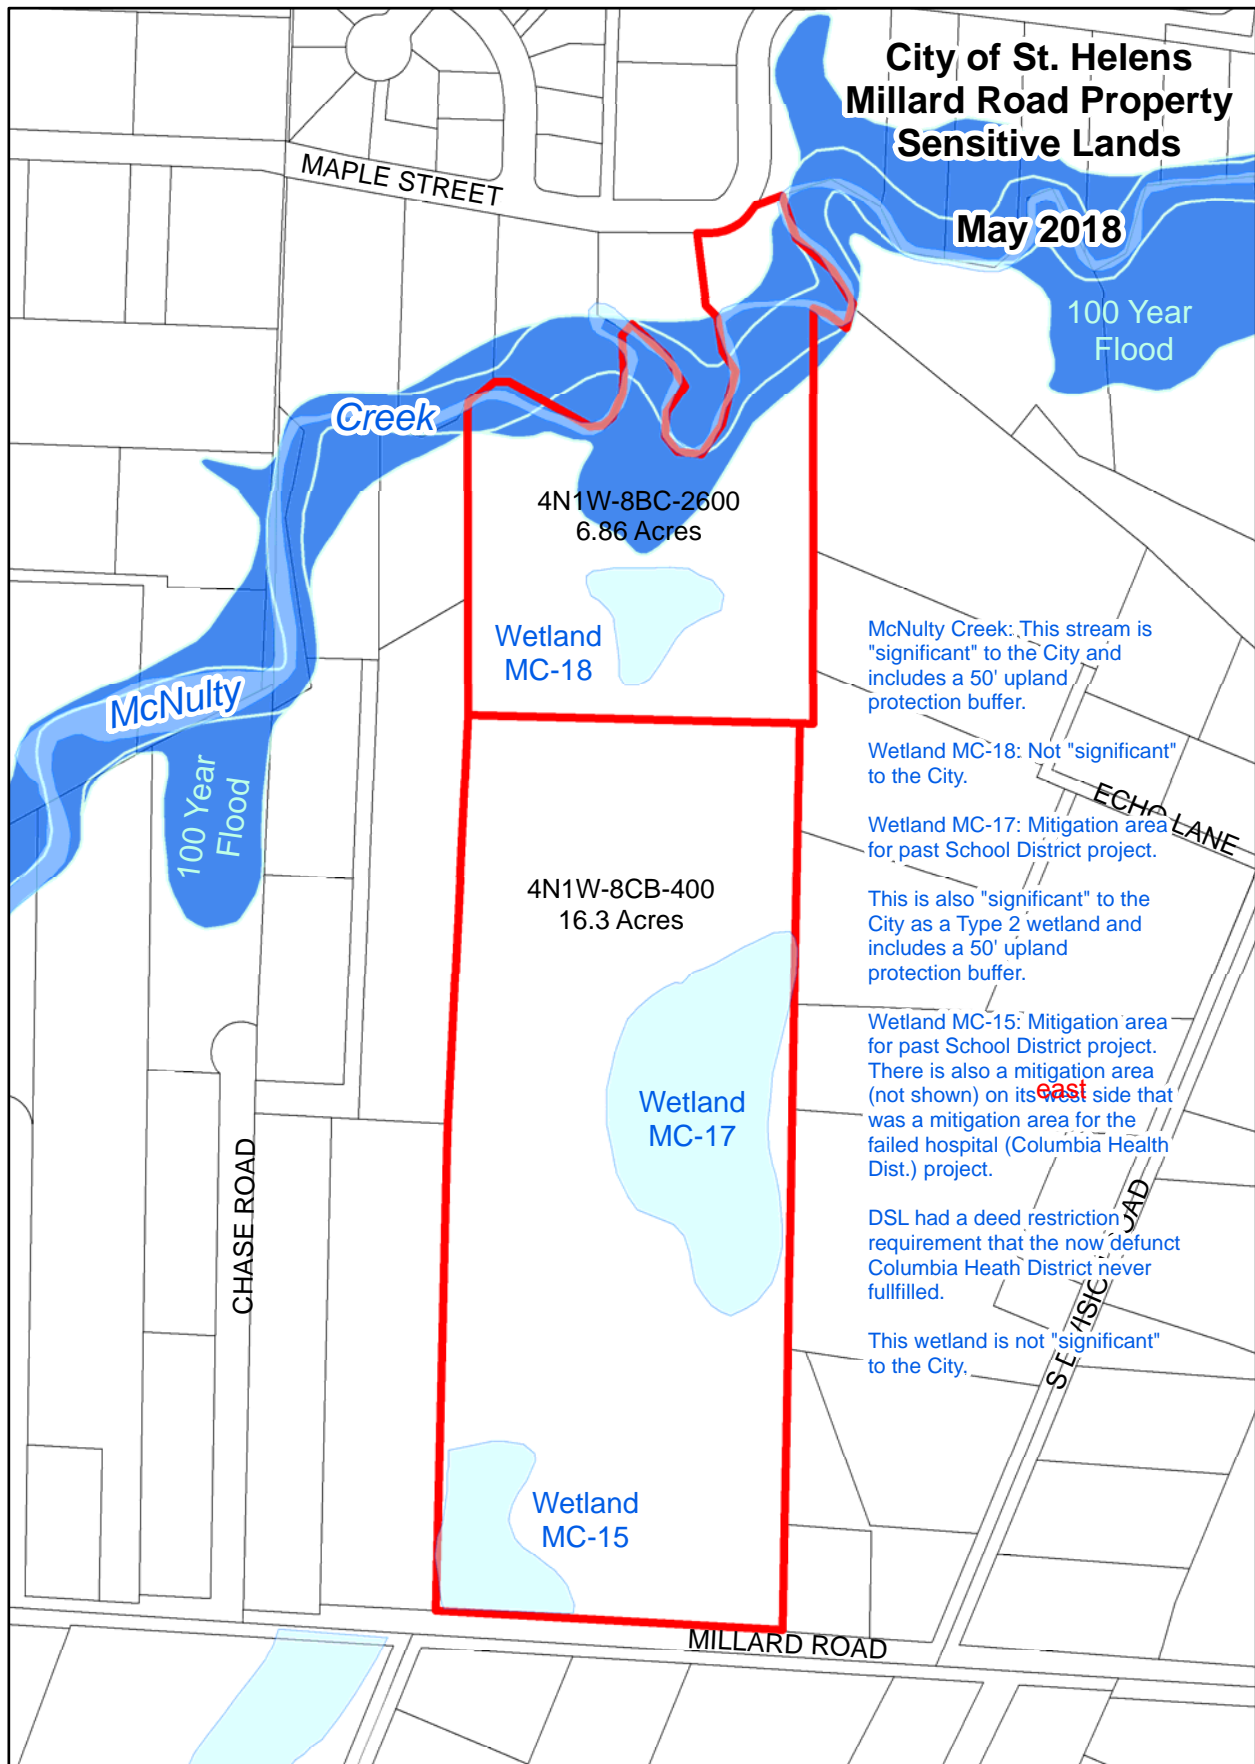 City of St. Helens
Millard Road Property
Sensitive Lands
May 2018
MAPLE STREET
100 Year
Flood
Creek
4N1W-8BC-2600
6.86 Acres
Wetland
MC-18
McNulty
100 Year
Flood
McNulty Creek: This stream is
"significant" to the City and
includes a 50' upland
protection buffer.
Wetland MC-18: Not "significant"
to the City.
ECHO LANE
Wetland MC-17: Mitigation area
for past School District project.
This is also "significant" to the
City as a Type 2 wetland and
includes a 50' upland
protection buffer.
4N1W-8CB-400
16.3 Acres
Wetland MC-15: Mitigation area
for past School District project.
There is also a mitigation area
east
(not shown) on its west side that
was a mitigation area for the
failed hospital (Columbia Health
Dist.) project.
Wetland
MC-17
CHASE ROAD
DSL had a deed restriction
requirement that the now defunct
Columbia Heath District never
fullfilled.
This wetland is not "significant"
to the City.
S DIVISION ROAD
Wetland
MC-15
MILLARD ROAD